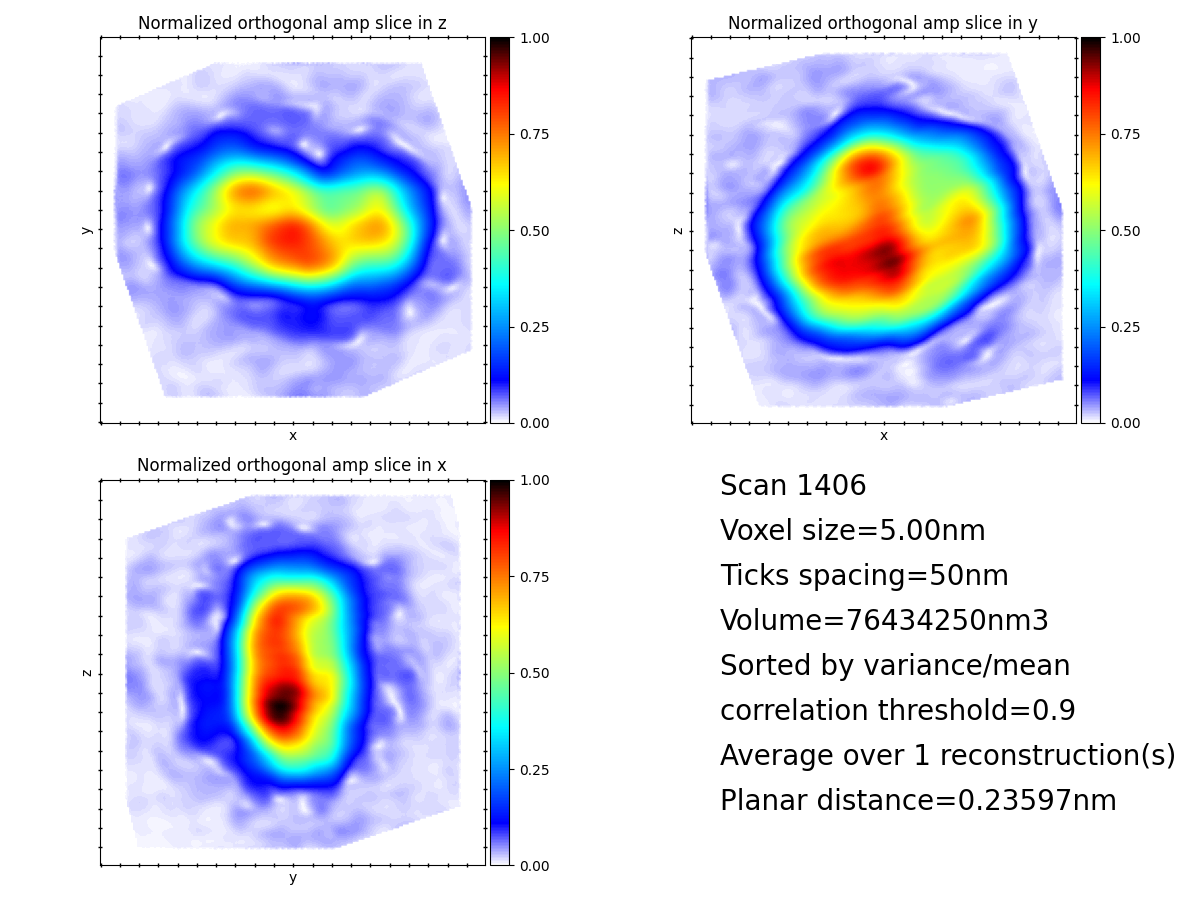 Normalized orthogonal amp slice in z
1.00
0.75
0.50
0.25
0.00
y
x
Normalized orthogonal amp slice in y
1.00
0.75
0.50
0.25
0.00
z
x
Normalized orthogonal amp slice in x
1.00
0.75
0.50
0.25
0.00
z
y
Scan 1406
Voxel size=5.00nm
Ticks spacing=50nm
Volume=76434250nm3
Sorted by variance/mean
correlation threshold=0.9
Average over 1 reconstruction(s)
Planar distance=0.23597nm